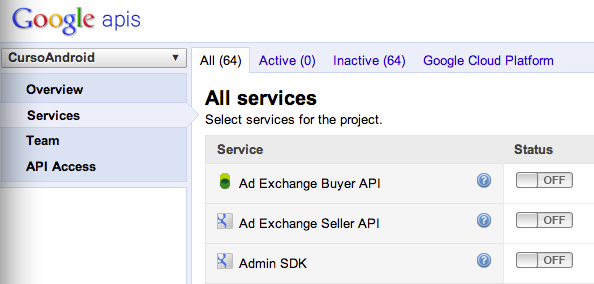 Google apis
CursoAndroid
Overview
Services
Team
API Access
All (64) Active (0) Inactive (64) Google Cloud Platform
All services
Select services for the project.
Service Status
Ad Exchange Buyer API ? OFF
Ad Exchange Seller API ? OFF
Admin SDK ? OFF